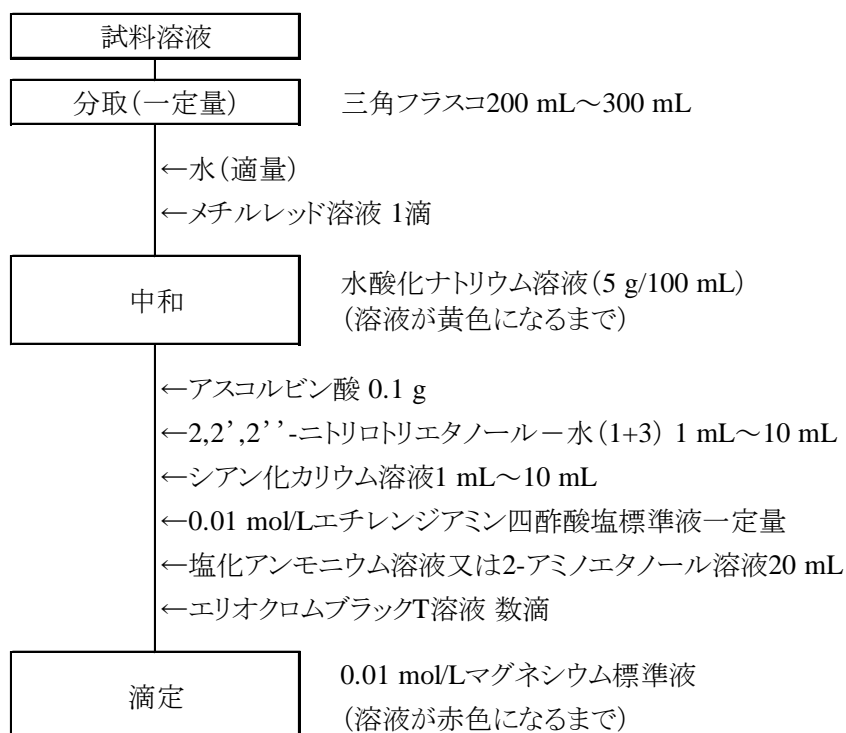 試料溶液
分取(一定量)
三角フラスコ200 mL～300 mL
←水(適量)
←メチルレッド溶液 1滴
中和
水酸化ナトリウム溶液(5 g/100 mL)
(溶液が黄色になるまで)
←アスコルビン酸 0.1 g
←2,2’,2’’-ニトリロトリエタノール－水(1+3) 1 mL～10 mL
←シアン化カリウム溶液1 mL～10 mL
←0.01 mol/Lエチレンジアミン四酢酸塩標準液一定量
←塩化アンモニウム溶液又は2-アミノエタノール溶液20 mL
←エリオクロムブラックT溶液 数滴
滴定
0.01 mol/Lマグネシウム標準液
(溶液が赤色になるまで)